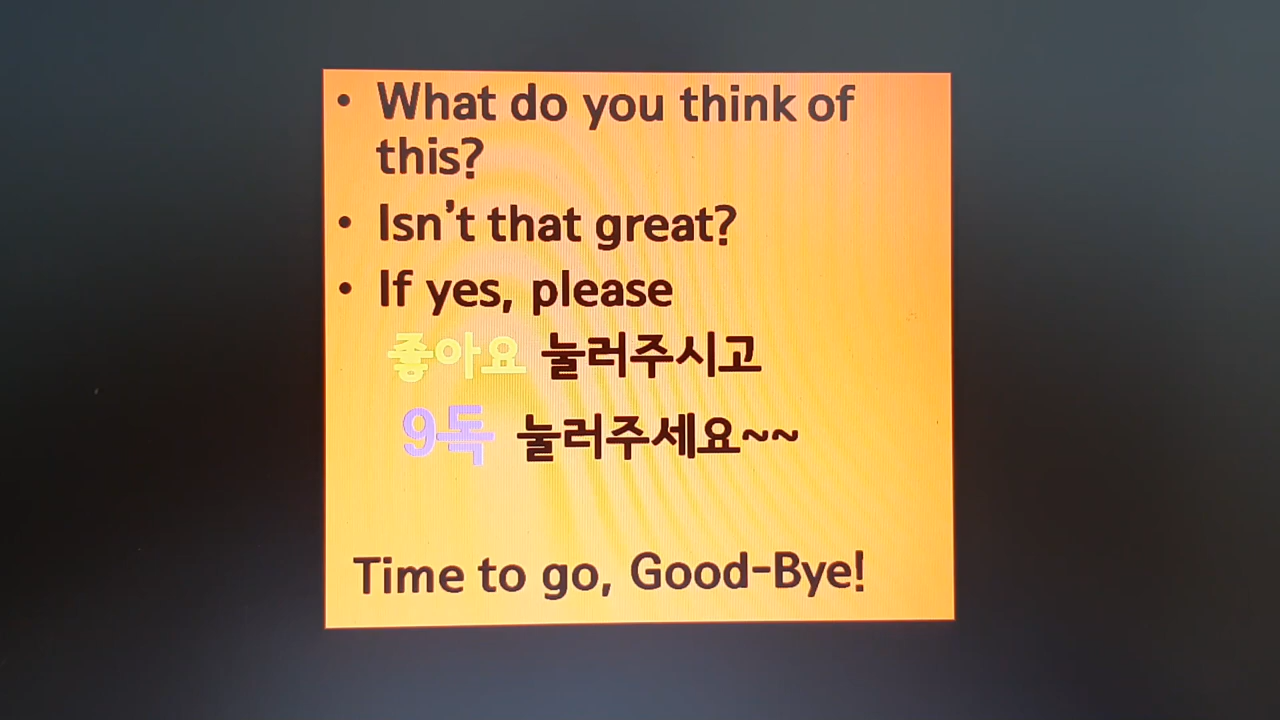 • What do you think of
this?
• Isn't that great?
• If yes, please
좋아요 눌러주시고
9독 눌러주세요~~
Time to go, Good-Bye!